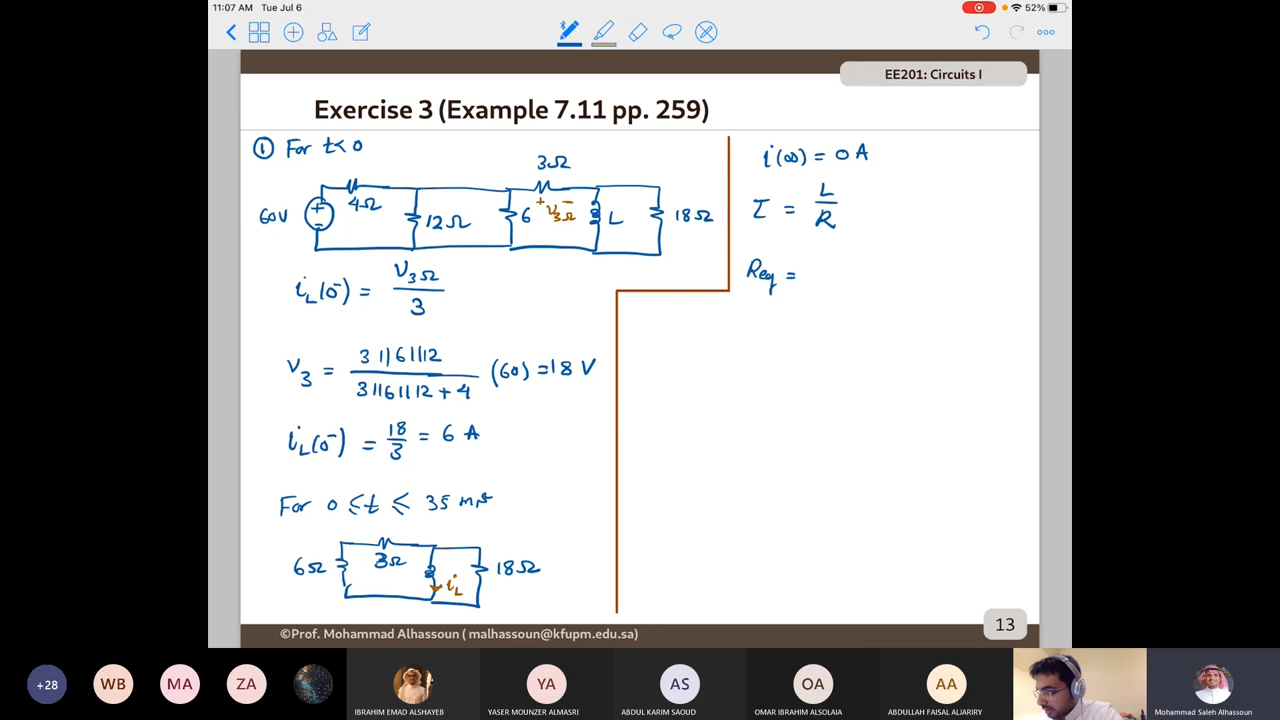 11:07 AM Tue Jul 6
52%
EE201: Circuits I
Exercise 3 (Example 7.11 pp. 259)
① For t<0
3Ω
60V
+
-
4Ω
12Ω
6
+ V3Ω -
L
18Ω
iL(0⁻) = V3Ω / 3
V3 = 3||6||12 / 3||6||12 + 4 (60) = 18 V
iL(0⁻) = 18/3 = 6 A
For 0 ≤ t ≤ 35 ms
6Ω
3Ω
iL
18Ω
i(∞) = 0 A
τ = L / R
Req =
©Prof. Mohammad Alhassoun ( malhassoun@kfupm.edu.sa)
13
+28
WB
MA
ZA
YA
AS
OA
AA
IBRAHIM EMAD ALSHAYEB
YASER MOUNZER ALMASRI
ABDUL KARIM SAOUD
OMAR IBRAHIM ALSOLAIA
ABDULLAH FAISAL ALJARIRY
Mohammad Saleh Alhassoun